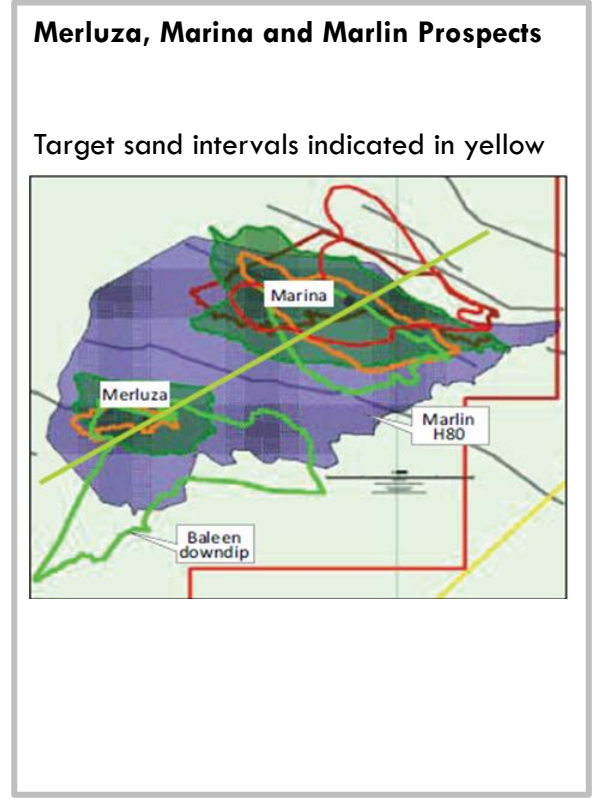 Merluza, Marina and Marlin Prospects
Target sand intervals indicated in yellow
Marina
Merluza
Marlin
H80
Baleen
downdip